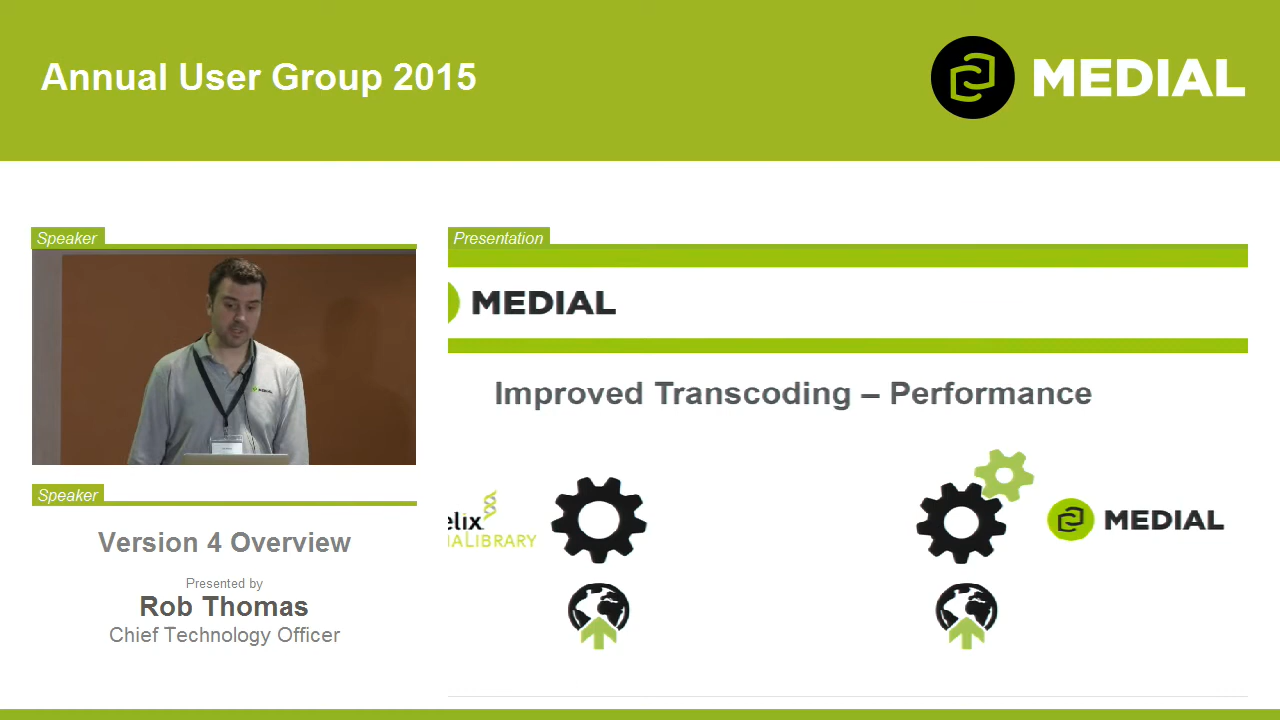 Annual User Group 2015
MEDIAL
Speaker
Presentation
MEDIAL
Improved Transcoding – Performance
elix
IALIBRARY
MEDIAL
Speaker
Version 4 Overview
Presented by
Rob Thomas
Chief Technology Officer